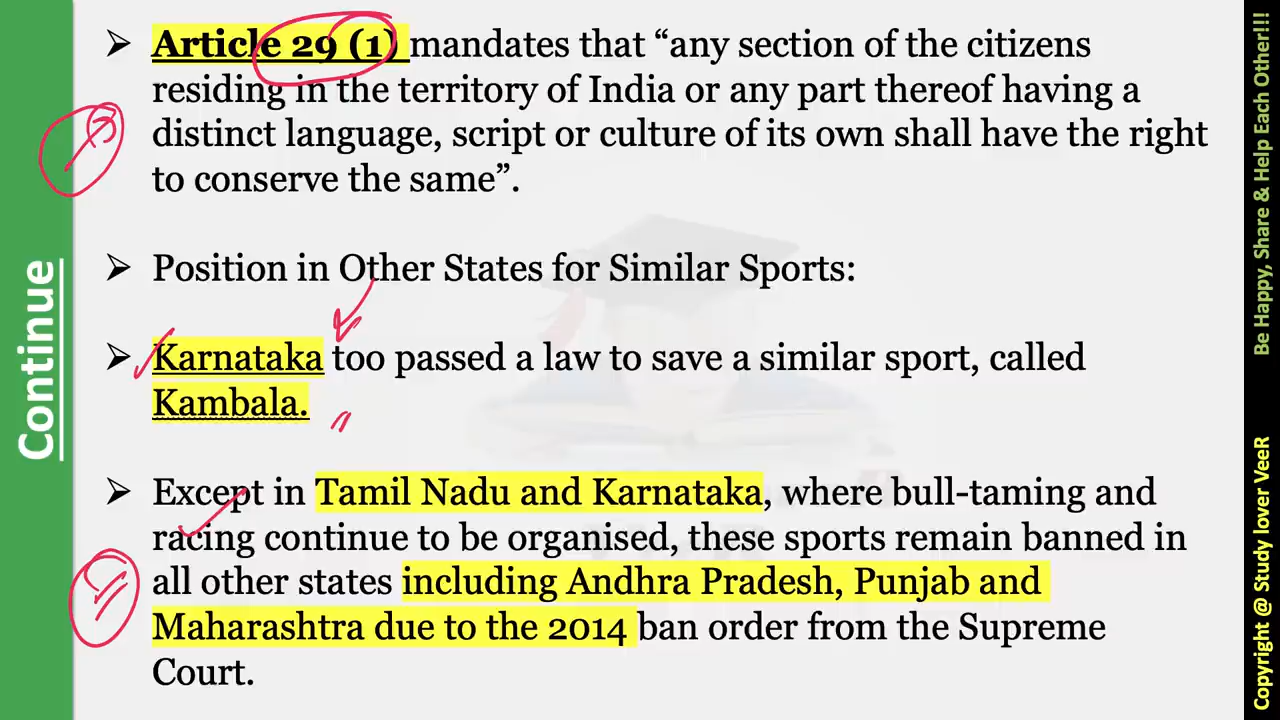 Continue
➢ Article 29 (1) mandates that “any section of the citizens
residing in the territory of India or any part thereof having a
distinct language, script or culture of its own shall have the right
to conserve the same”.
➢ Position in Other States for Similar Sports:
➢ Karnataka too passed a law to save a similar sport, called
Kambala.
➢ Except in Tamil Nadu and Karnataka, where bull-taming and
racing continue to be organised, these sports remain banned in
all other states including Andhra Pradesh, Punjab and
Maharashtra due to the 2014 ban order from the Supreme
Court.
Be Happy, Share & Help Each Other!!!
Copyright @ Study lover VeeR